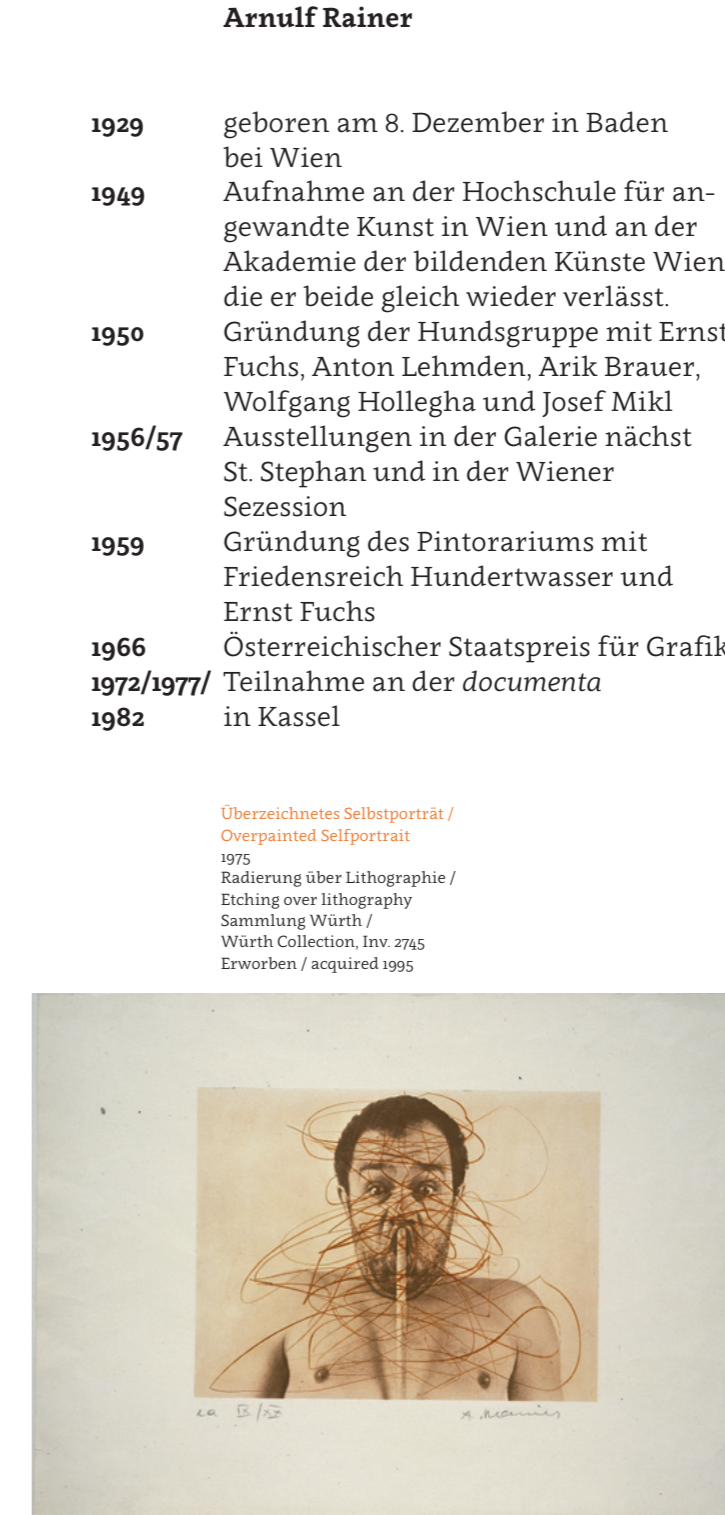 Arnulf Rainer
1929 geboren am 8. Dezember in Baden
bei Wien
1949 Aufnahme an der Hochschule für an-
gewandte Kunst in Wien und an der
Akademie der bildenden Künste Wien
die er beide gleich wieder verlässt.
1950 Gründung der Hundsgruppe mit Ernst
Fuchs, Anton Lehmden, Arik Brauer,
Wolfgang Hollegha und Josef Mikl
1956/57 Ausstellungen in der Galerie nächst
St. Stephan und in der Wiener
Sezession
1959 Gründung des Pintorariums mit
Friedensreich Hundertwasser und
Ernst Fuchs
1966 Österreichischer Staatspreis für Grafik
1972/1977/ Teilnahme an der documenta
1982 in Kassel
Überzeichnetes Selbstporträt /
Overpainted Selfportrait
1975
Radierung über Lithographie /
Etching over lithography
Sammlung Würth /
Würth Collection, Inv. 2745
Erworben / acquired 1995
ea IX/XX A. Rainer